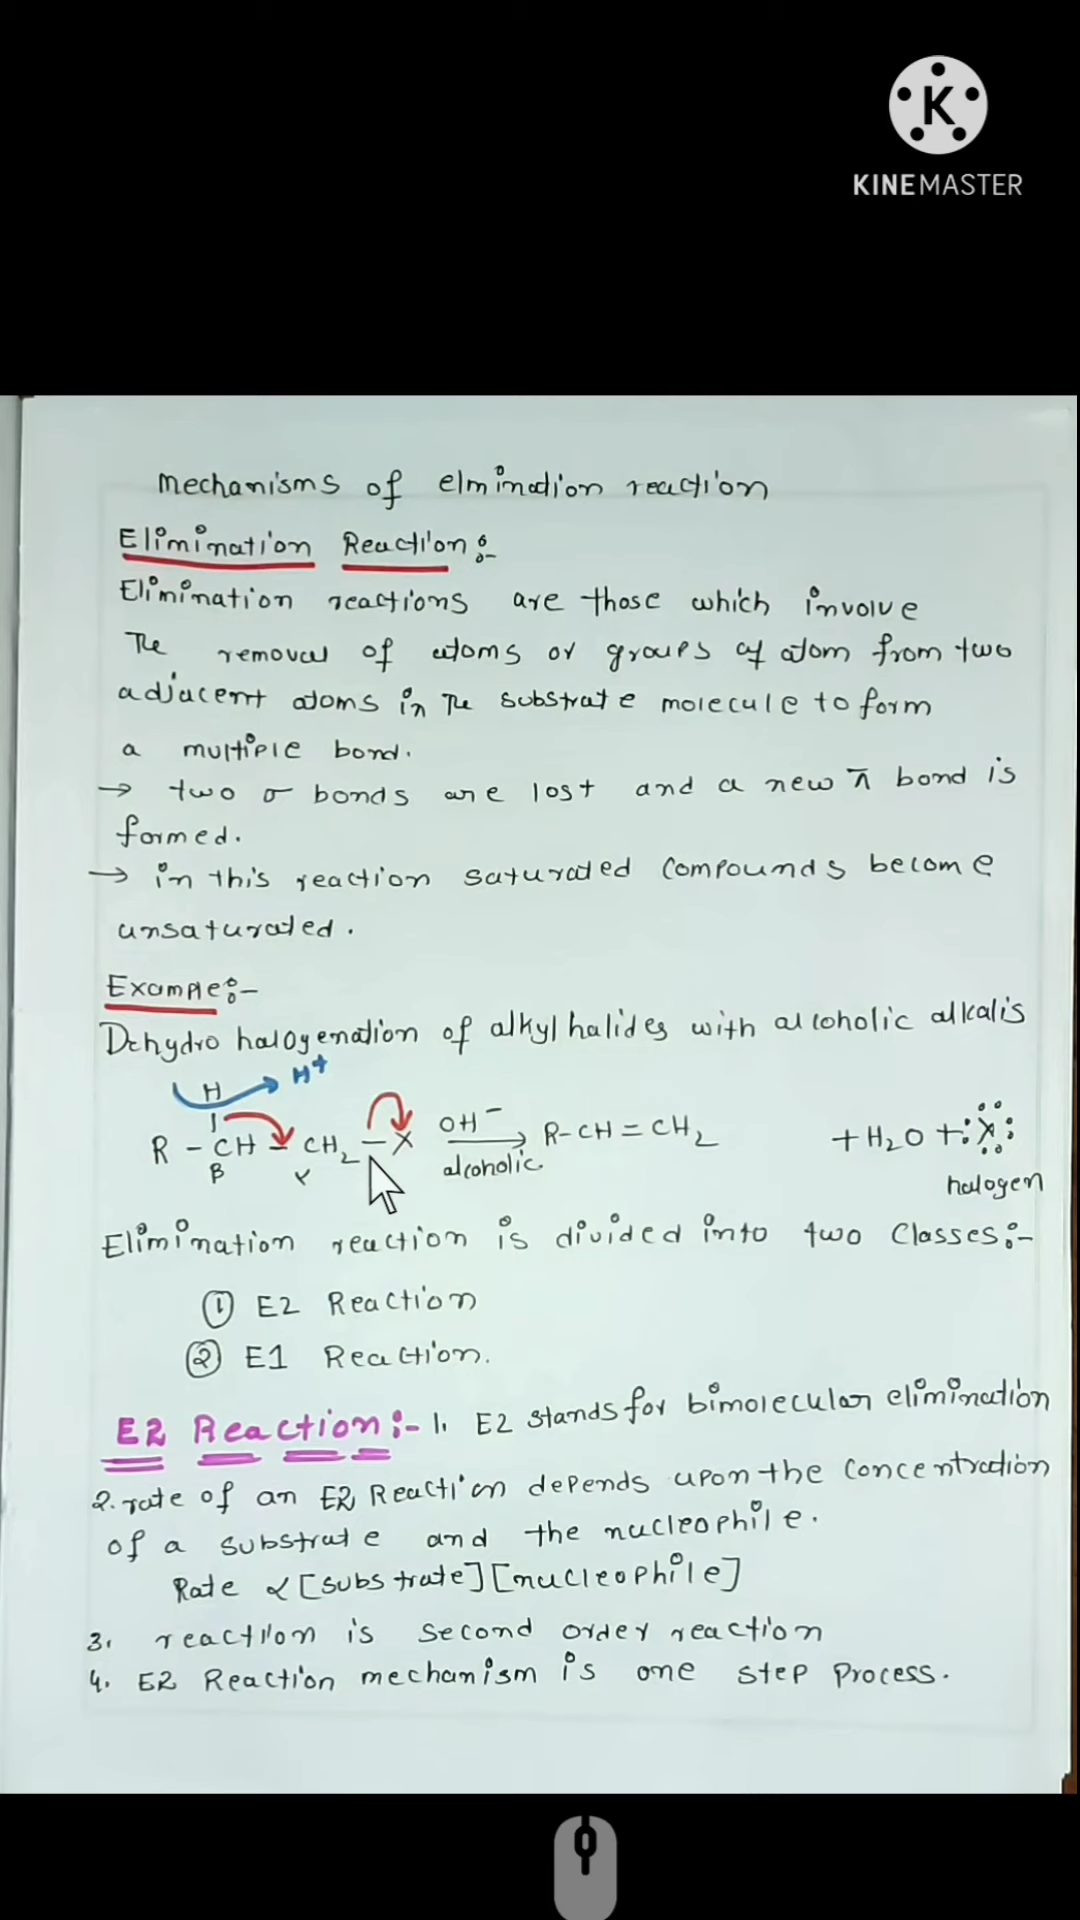 K
KINEMASTER
mechanisms of elmination reaction
Elimination Reaction:-
Elimination reactions are those which involve
The removal of atoms or groups of atom from two
adjacent atoms in The substrate molecule to form
a multiple bond.
→ two σ bonds are lost and a new π bond is
formed.
→ in this reaction saturated compounds become
unsaturated.
Example:-
Dehydro halogenation of alkyl halides with alcoholic alkalis
H H+
R - CH - CH2 - X OH- → R-CH=CH2 + H2O + :X:
β alcoholic. halogen
Elimination reaction is divided into two Classes:-
① E2 Reaction
② E1 Reaction.
E2 Reaction:- 1. E2 stands for bimolecular elimination
2. rate of an E2 Reaction depends upon the concentration
of a substrate and the nucleophile.
Rate ∝ [substrate][nucleophile]
3. reaction is second order reaction
4. E2 Reaction mechanism is one step process.